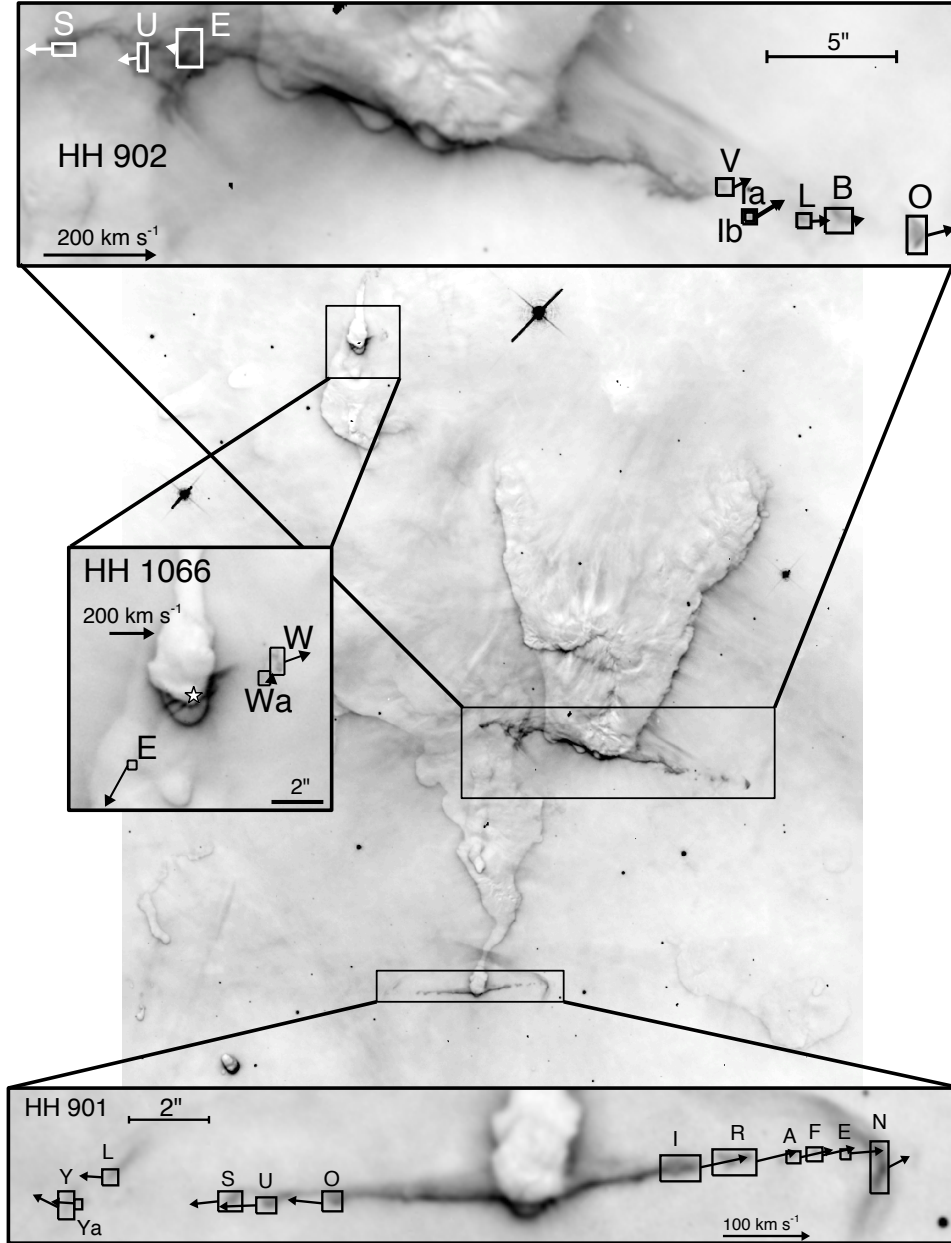 S U E
5"
HH 902
V
Ia
L B O
Ib
200 km s-1
HH 1066
200 km s-1
W
Wa
E
2"
HH 901
2"
L
Y
Ya
S U O
I R A F E N
100 km s-1